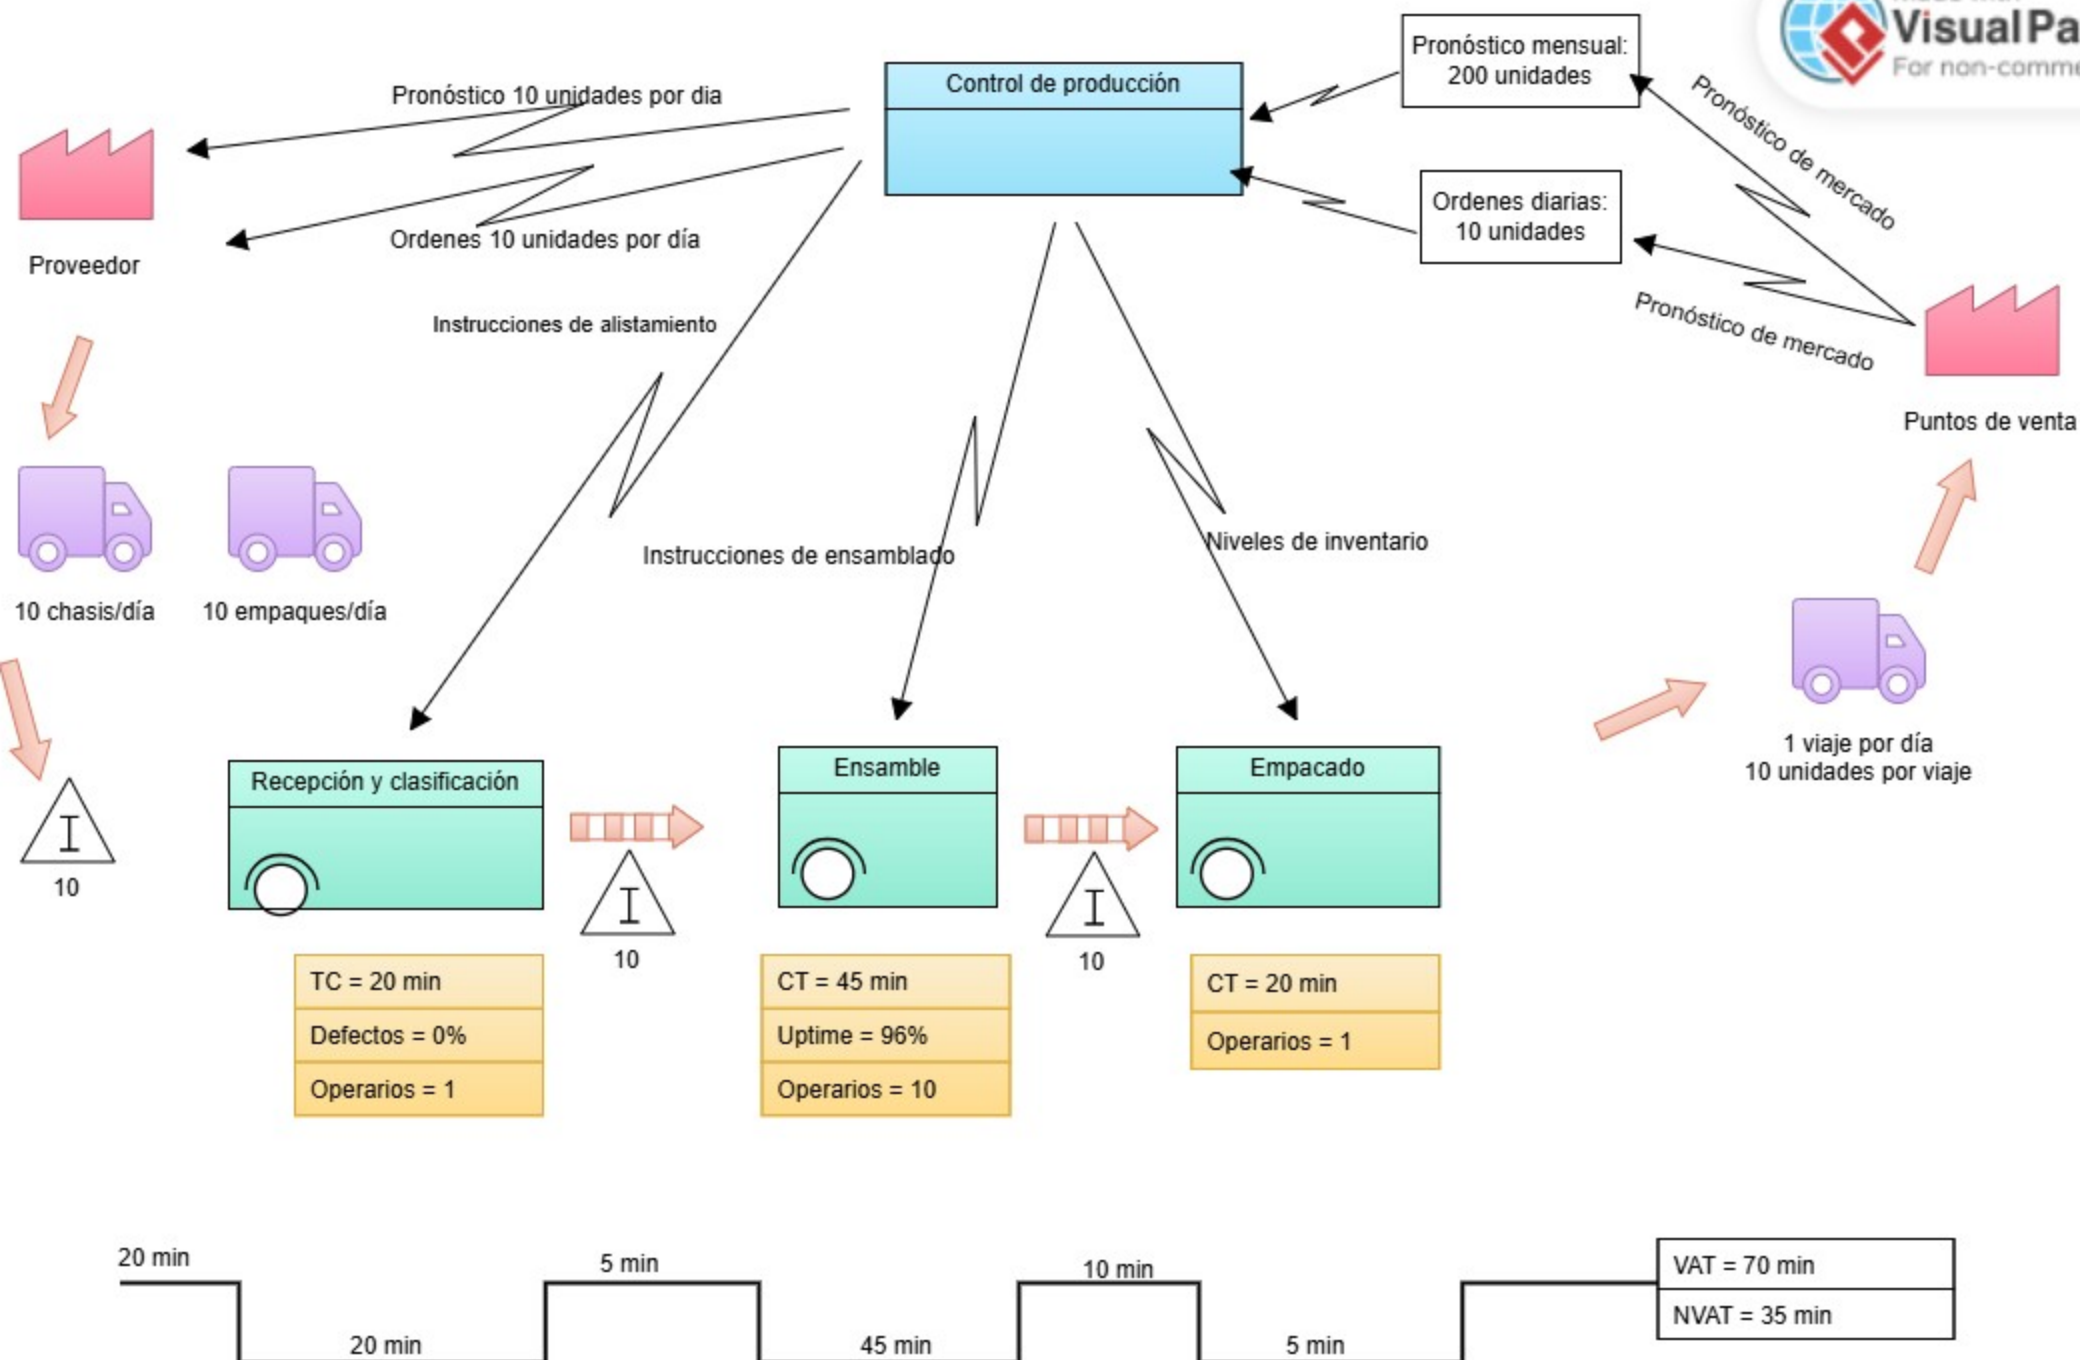 VisualPa
For non-comme
Pronóstico mensual:
200 unidades
Control de producción
Pronóstico 10 unidades por dia
Pronóstico de mercado
Ordenes diarias:
10 unidades
Ordenes 10 unidades por día
Proveedor
Instrucciones de alistamiento
Pronóstico de mercado
Puntos de venta
Instrucciones de ensamblado
Niveles de inventario
10 chasis/día
10 empaques/día
1 viaje por día
10 unidades por viaje
Recepción y clasificación
Ensamble
Empacado
I
10
I
10
I
10
TC = 20 min
Defectos = 0%
Operarios = 1
CT = 45 min
Uptime = 96%
Operarios = 10
CT = 20 min
Operarios = 1
20 min
5 min
10 min
20 min
45 min
5 min
VAT = 70 min
NVAT = 35 min